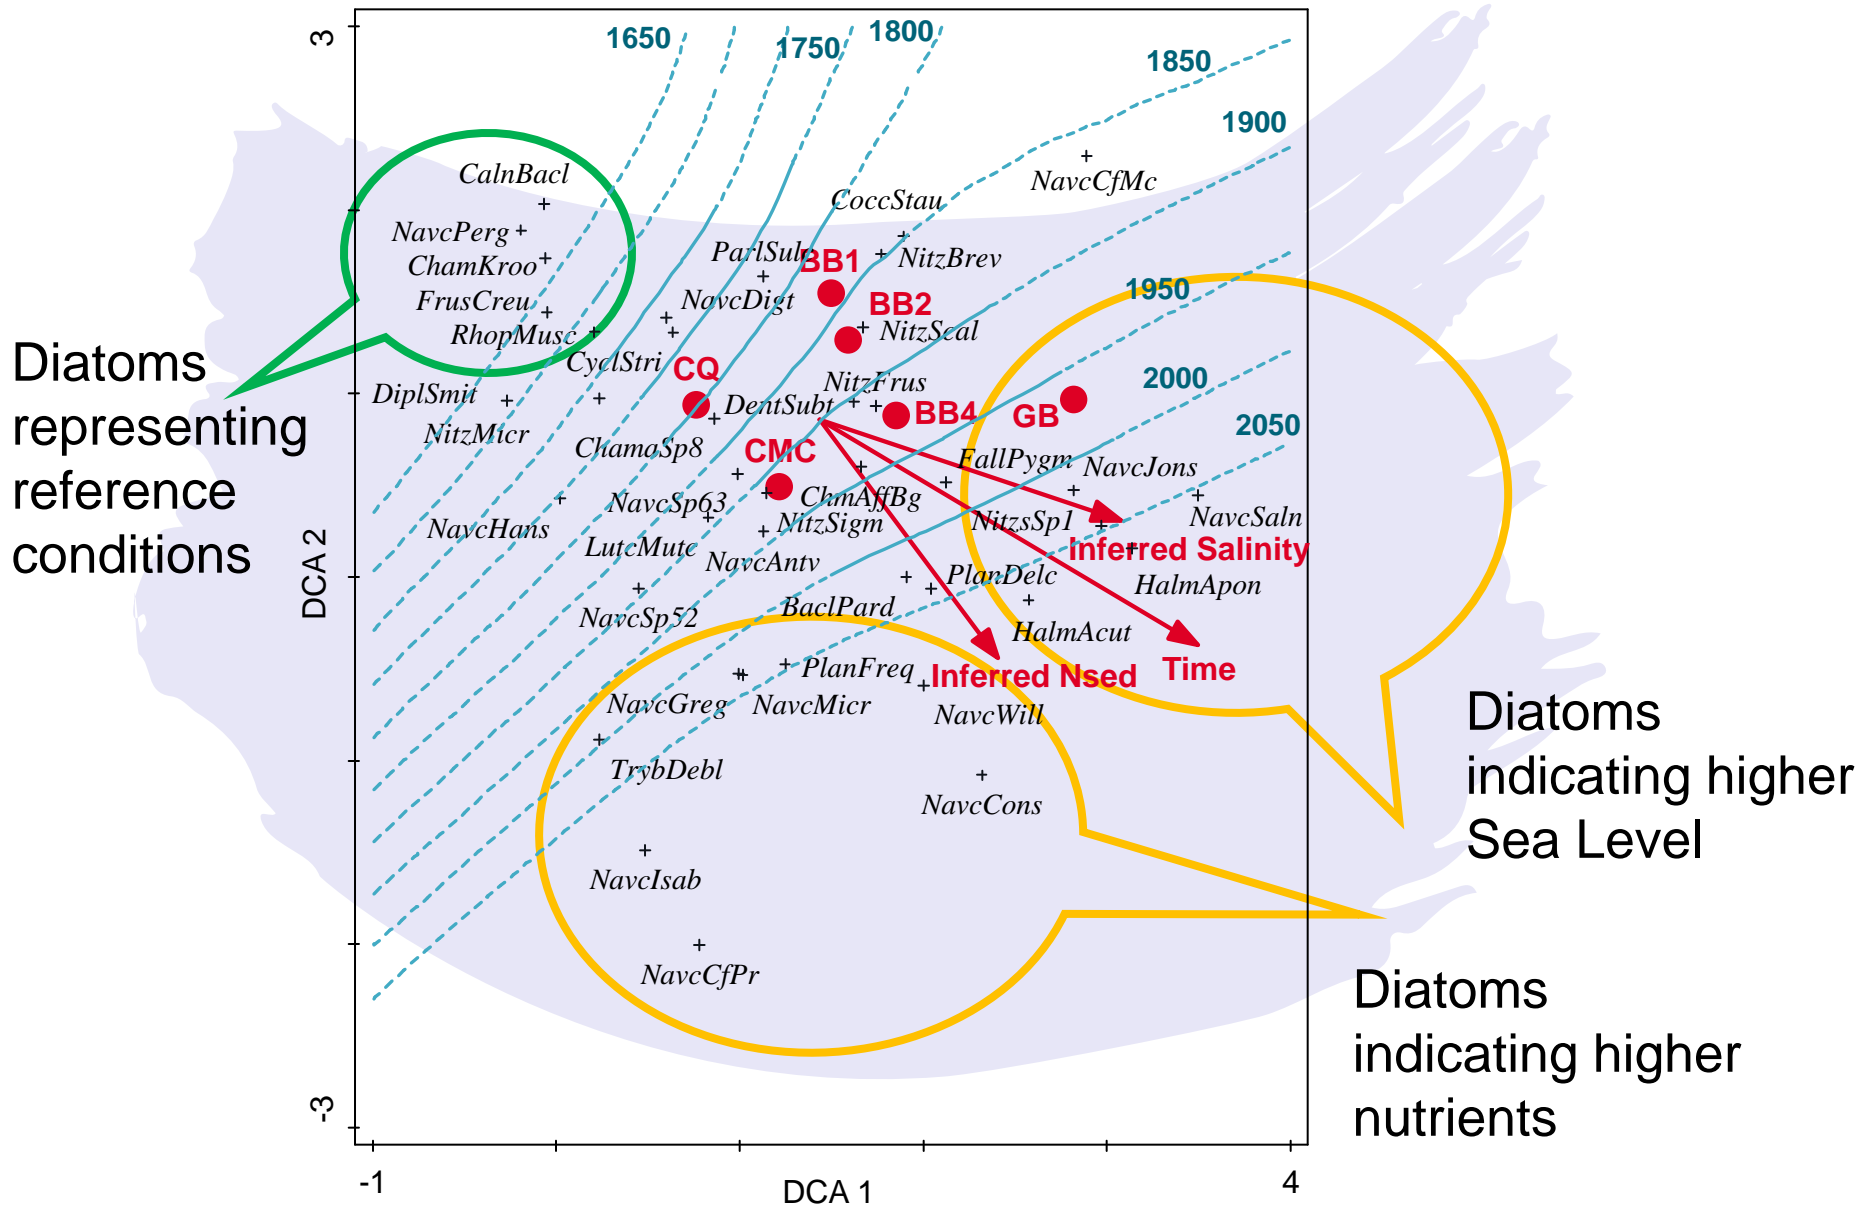 3
1650
1750
1800
1850
1900
CalnBacl
NavcCfMc
CoccStau
NavcPerg
ParlSulc
BB1
NitzBrev
ChamKroo
1950
FrusCreu
NavcDigt
BB2
RhopMusc
NitzScal
CyclStri
CQ
NitzFrus
2000
DiplSmit
DentSubt
BB4
GB
2050
NitzMicr
ChamaSp8
CMC
FallPygm
NavcJons
NavcSp63
ChmAffBg
NavcHans
NitzSigm
NitzsSp1
NavcSaln
LutcMutc
NavcAntv
Inferred Salinity
PlanDelc
HalmApon
NavcSp52
BaclPard
HalmAcut
PlanFreq
Inferred Nsed
Time
NavcGreg
NavcMicr
NavcWill
TrybDebl
NavcCons
NavcIsab
NavcCfPr
DCA 2
-3
-1
DCA 1
4
Diatoms
representing
reference
conditions
Diatoms
indicating higher
Sea Level
Diatoms
indicating higher
nutrients